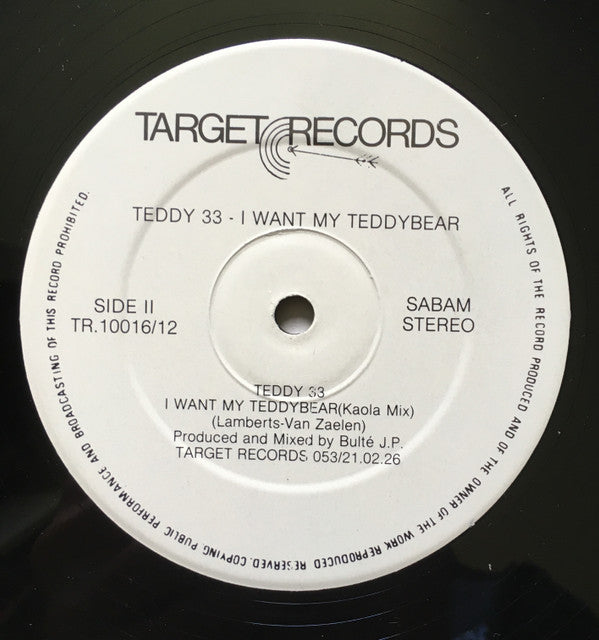 TARGET RECORDS
TEDDY 33 - I WANT MY TEDDYBEAR
SIDE II
TR.10016/12
SABAM
STEREO
TEDDY 33
I WANT MY TEDDYBEAR(Kaola Mix)
(Lamberts-Van Zaelen)
Produced and Mixed by Bulté J.P.
TARGET RECORDS 053/21.02.26
ALL RIGHTS OF THE RECORD PRODUCED AND OF THE OWNER OF THE WORK REPRODUCED RESERVED. COPYING, PUBLIC PERFORMANCE AND BROADCASTING OF THIS RECORD PROHIBITED.